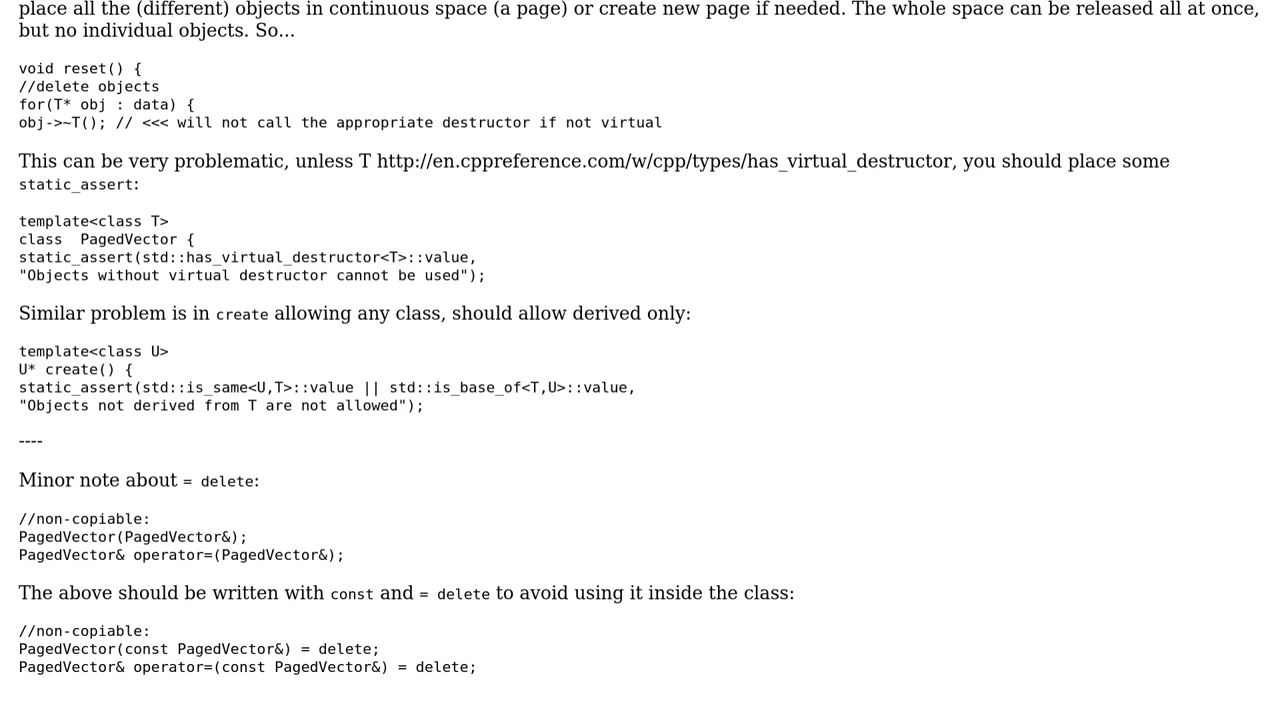 place all the (different) objects in continuous space (a page) or create new page if needed. The whole space can be released all at once,
but no individual objects. So...
void reset() {
//delete objects
for(T* obj : data) {
obj->~T(); // <<< will not call the appropriate destructor if not virtual
This can be very problematic, unless T http://en.cppreference.com/w/cpp/types/has_virtual_destructor, you should place some
static_assert:
template<class T>
class  PagedVector {
static_assert(std::has_virtual_destructor<T>::value,
"Objects without virtual destructor cannot be used");
Similar problem is in create allowing any class, should allow derived only:
template<class U>
U* create() {
static_assert(std::is_same<U,T>::value || std::is_base_of<T,U>::value,
"Objects not derived from T are not allowed");
----
Minor note about = delete:
//non-copiable:
PagedVector(PagedVector&);
PagedVector& operator=(PagedVector&);
The above should be written with const and = delete to avoid using it inside the class:
//non-copiable:
PagedVector(const PagedVector&) = delete;
PagedVector& operator=(const PagedVector&) = delete;